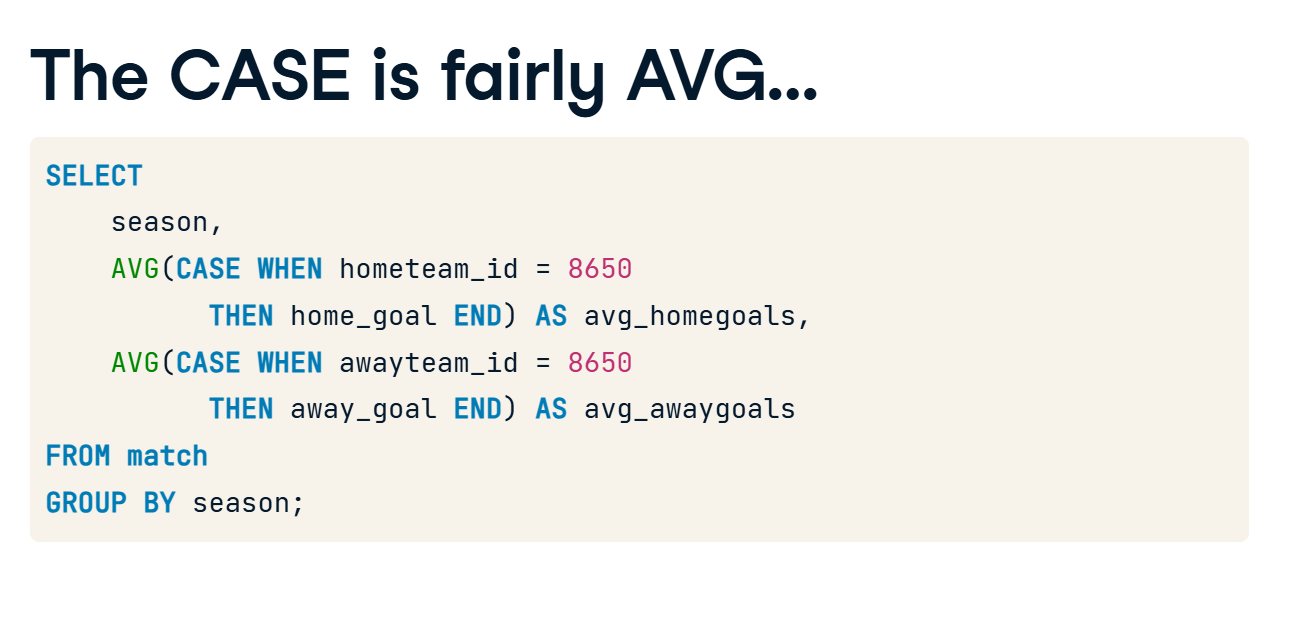 The CASE is fairly AVG...
SELECT
    season,
    AVG(CASE WHEN hometeam_id = 8650
          THEN home_goal END) AS avg_homegoals,
    AVG(CASE WHEN awayteam_id = 8650
          THEN away_goal END) AS avg_awaygoals
FROM match
GROUP BY season;